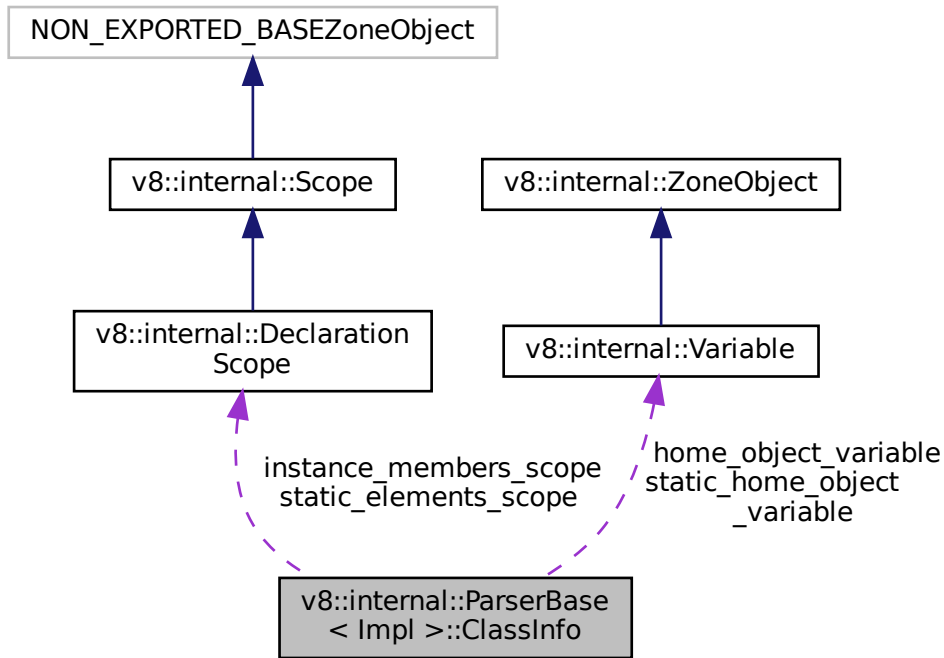 NON_EXPORTED_BASEZoneObject
v8::internal::Scope
v8::internal::ZoneObject
v8::internal::Declaration
Scope
v8::internal::Variable
instance_members_scope
static_elements_scope
home_object_variable
static_home_object
_variable
v8::internal::ParserBase
< Impl >::ClassInfo